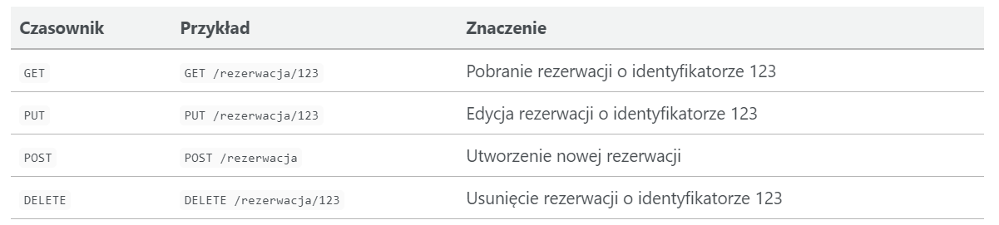 Czasownik Przykład Znaczenie
GET GET /rezerwacja/123 Pobranie rezerwacji o identyfikatorze 123
PUT PUT /rezerwacja/123 Edycja rezerwacji o identyfikatorze 123
POST POST /rezerwacja Utworzenie nowej rezerwacji
DELETE DELETE /rezerwacja/123 Usunięcie rezerwacji o identyfikatorze 123